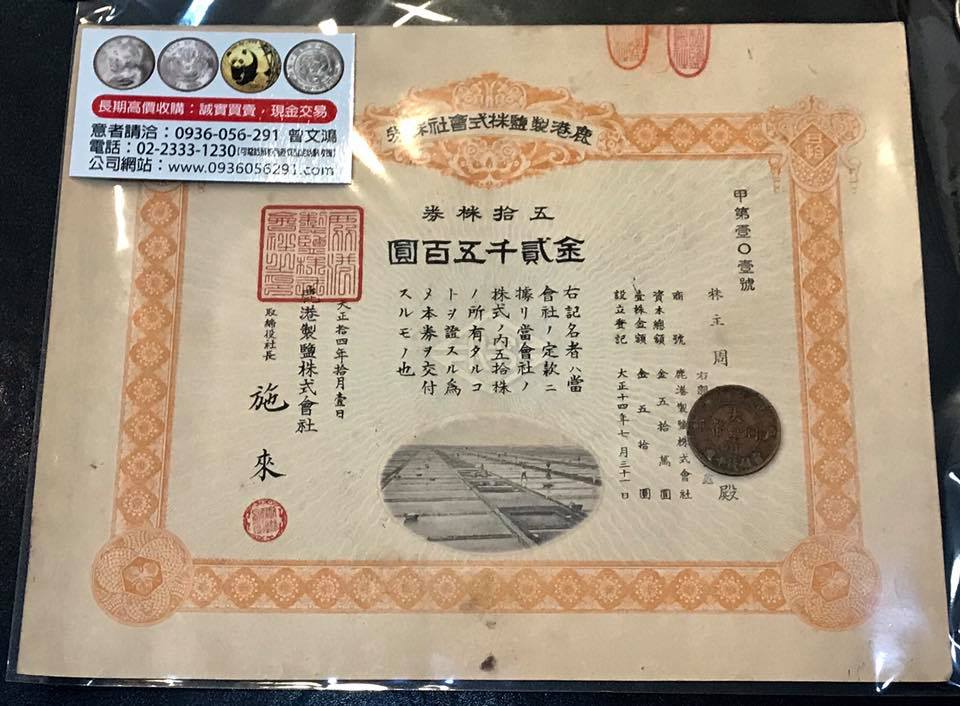 長期高價收購：誠實買賣，現金交易
意者請洽：0936-056-291 曾文鴻
電話：02-2333-1230
公司網站：www.0936056291.com
鹿港製鹽株式會社株券
五拾株券
金貳千五百圓
甲第壹〇壹號
株主 周 殿
商號 鹿港製鹽株式會社
資本總額 金五拾萬圓
壹株金額 金五拾圓
設立登記 大正十四年七月三十一日
右記名者ハ當
會社ノ定款ニ
據リ當會社ノ
株式ノ内五拾株
ノ所有タルコ
トヲ證スル爲
メ本券ヲ交付
スルモノ也
大正拾四年拾月壹日
鹿港製鹽株式會社
取締役社長 施來